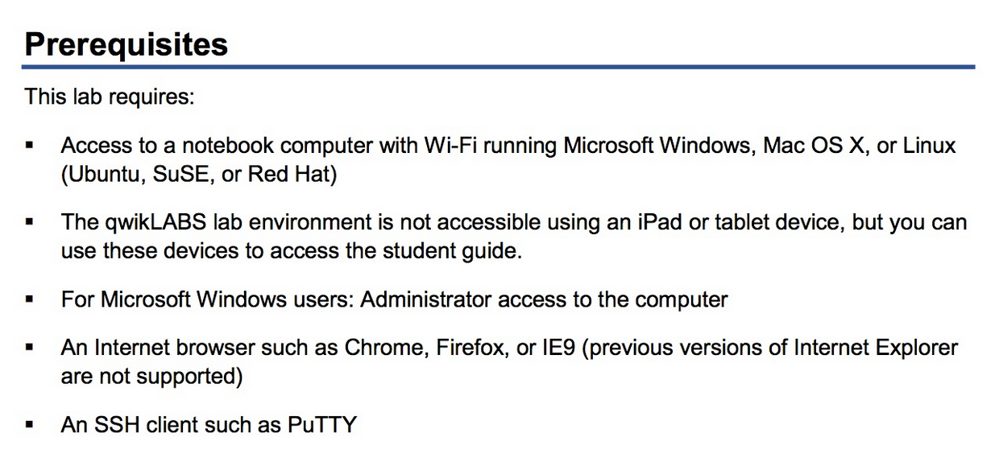 Prerequisites
This lab requires:
▪ Access to a notebook computer with Wi-Fi running Microsoft Windows, Mac OS X, or Linux
(Ubuntu, SuSE, or Red Hat)
▪ The qwikLABS lab environment is not accessible using an iPad or tablet device, but you can
use these devices to access the student guide.
▪ For Microsoft Windows users: Administrator access to the computer
▪ An Internet browser such as Chrome, Firefox, or IE9 (previous versions of Internet Explorer
are not supported)
▪ An SSH client such as PuTTY